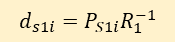 d_{s1i} = P_{S1i} R_1^{-1}